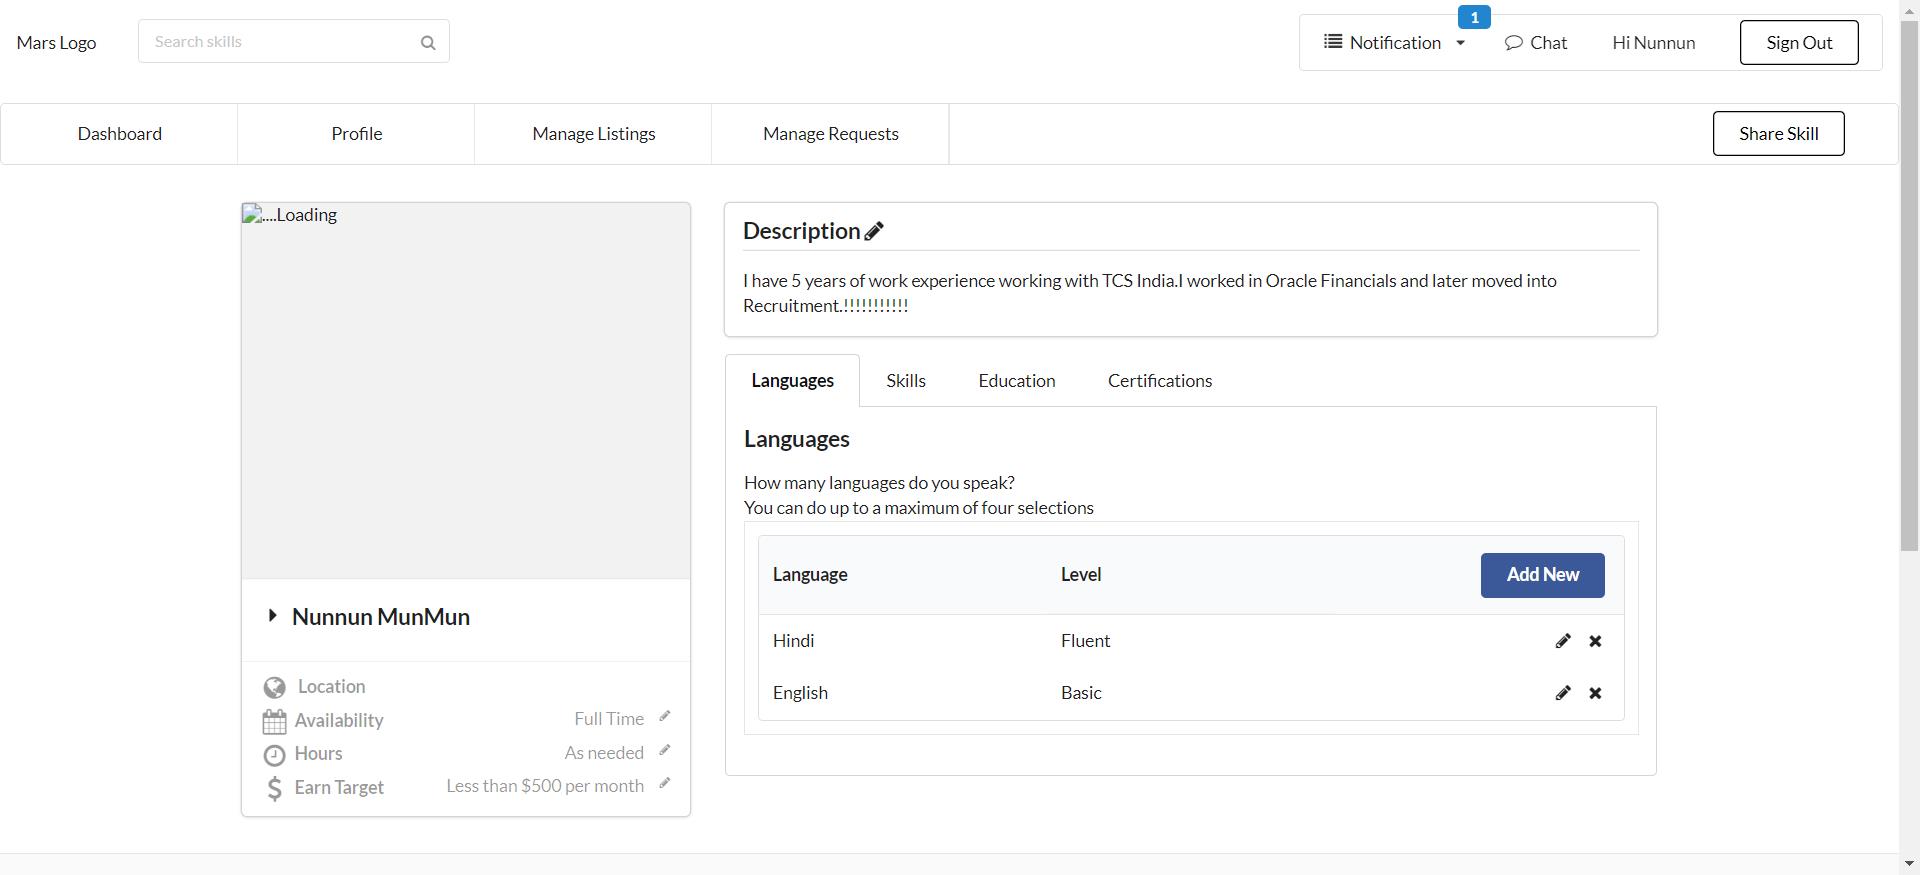 Mars Logo
Search skills
Notification
1
Chat
Hi Nunnun
Sign Out
Dashboard
Profile
Manage Listings
Manage Requests
Share Skill
....Loading
Nunnun MunMun
Location
Availability
Full Time
Hours
As needed
Earn Target
Less than $500 per month
Description
I have 5 years of work experience working with TCS India.I worked in Oracle Financials and later moved into
Recruitment.!!!!!!!!!!!
Languages
Skills
Education
Certifications
Languages
How many languages do you speak?
You can do up to a maximum of four selections
Language
Level
Add New
Hindi
Fluent
English
Basic